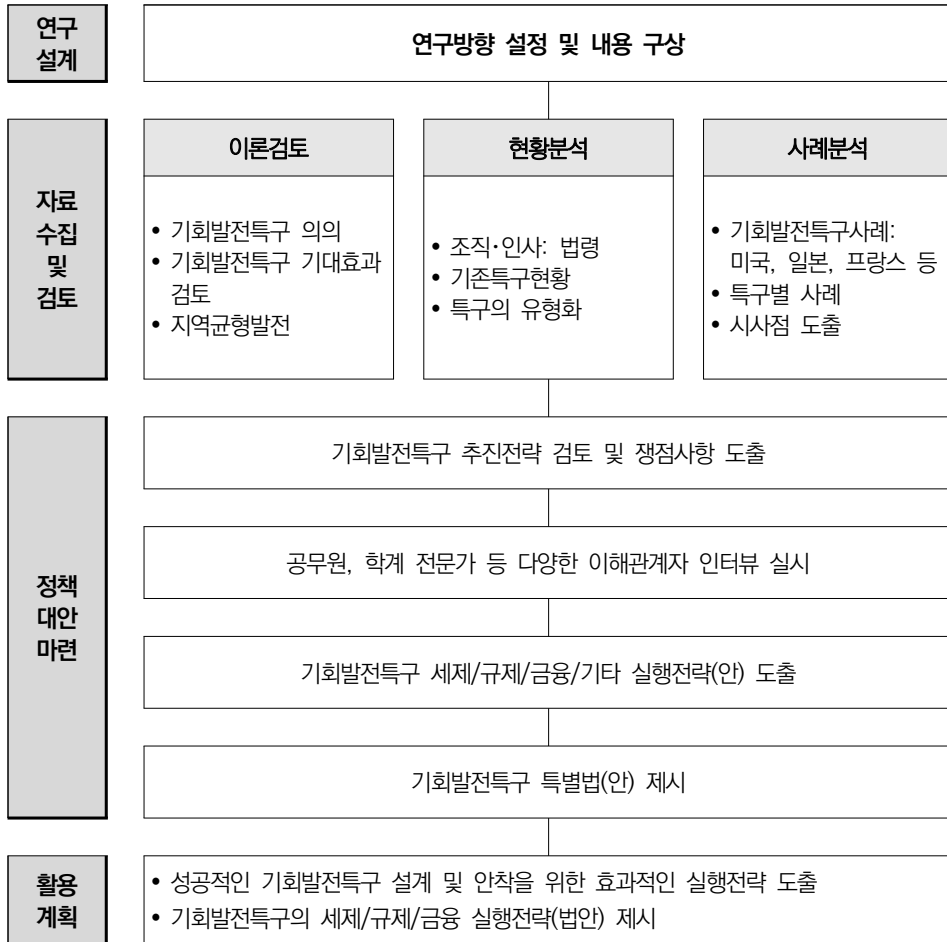 연구
설계
연구방향 설정 및 내용 구상
자료
수집
및
검토
이론검토
• 기회발전특구 의의
• 기회발전특구 기대효과
검토
• 지역균형발전
현황분석
• 조직·인사: 법령
• 기존특구현황
• 특구의 유형화
사례분석
• 기회발전특구사례:
미국, 일본, 프랑스 등
• 특구별 사례
• 시사점 도출
정책
대안
마련
기회발전특구 추진전략 검토 및 쟁점사항 도출
공무원, 학계 전문가 등 다양한 이해관계자 인터뷰 실시
기회발전특구 세제/규제/금융/기타 실행전략(안) 도출
기회발전특구 특별법(안) 제시
활용
계획
• 성공적인 기회발전특구 설계 및 안착을 위한 효과적인 실행전략 도출
• 기회발전특구의 세제/규제/금융 실행전략(법안) 제시